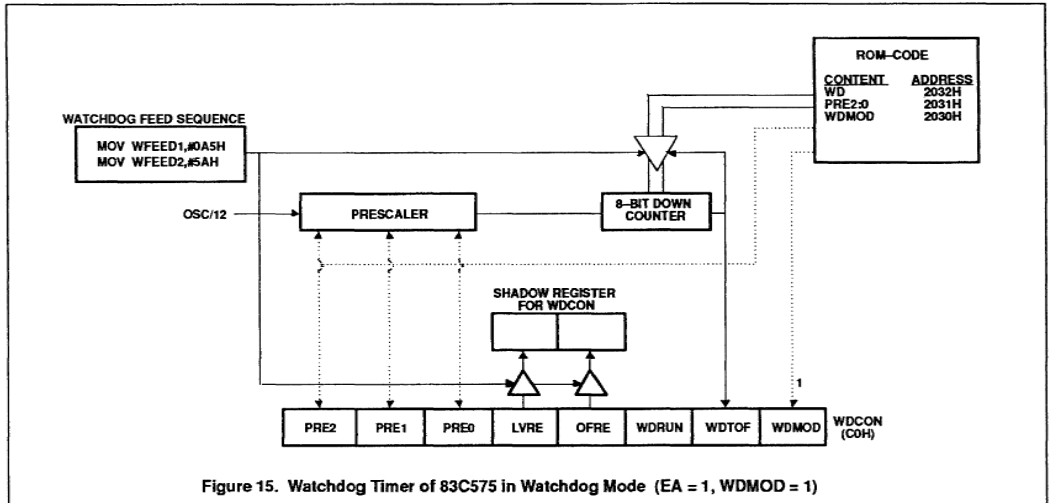 ROM–CODE
CONTENT ADDRESS
WD 2032H
PRE2:0 2031H
WDMOD 2030H
WATCHDOG FEED SEQUENCE
MOV WFEED1,#0A5H
MOV WFEED2,#5AH
OSC/12
PRESCALER
8–BIT DOWN
COUNTER
SHADOW REGISTER
FOR WDCON
1
PRE2 PRE1 PRE0 LVRE OFRE WDRUN WDTOF WDMOD
WDCON
(C0H)
Figure 15. Watchdog Timer of 83C575 in Watchdog Mode (EA = 1, WDMOD = 1)